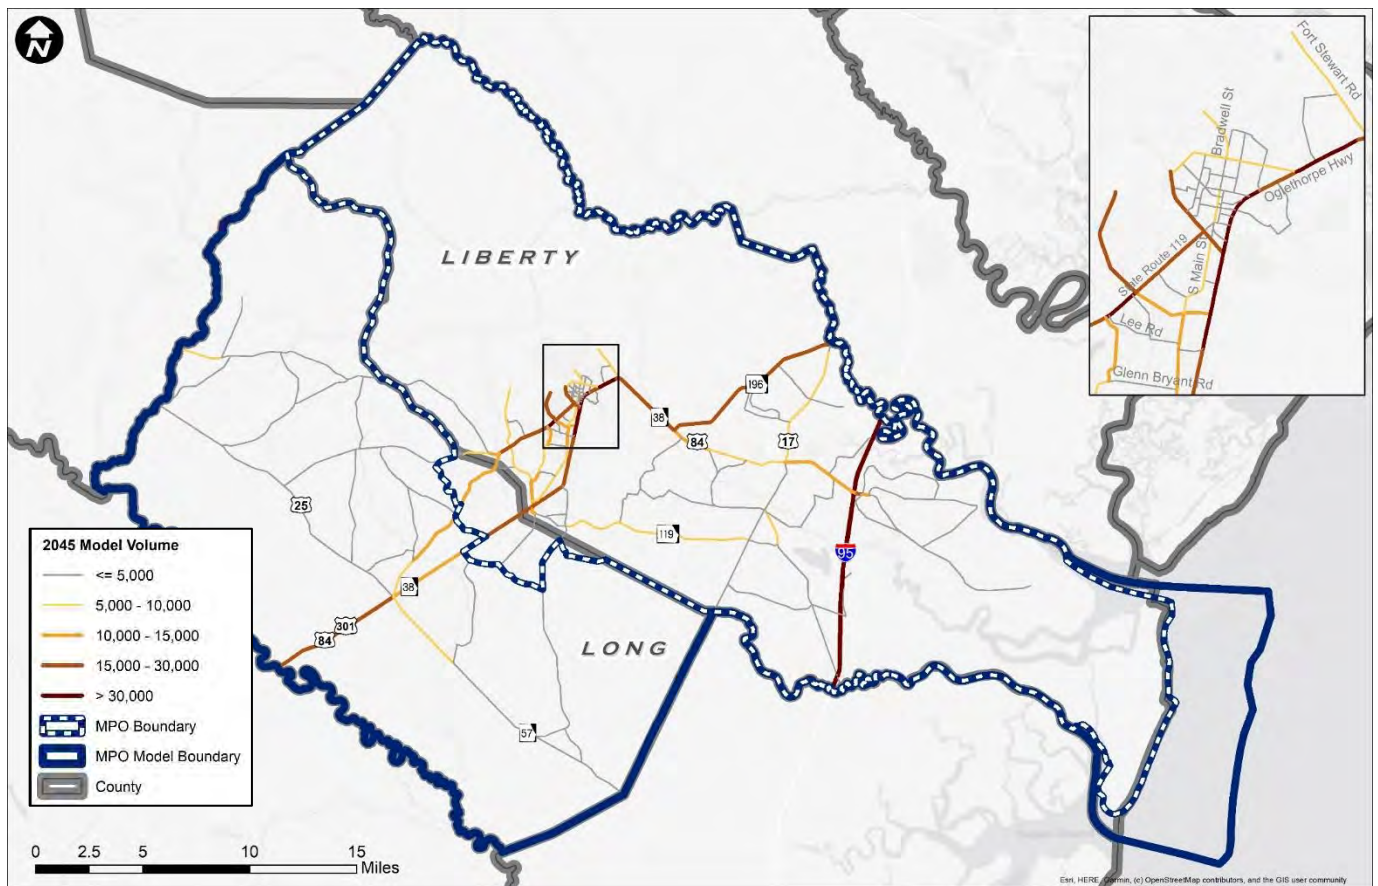 N
Fort Stewart Rd
Bradwell St
Oglethorpe Hwy
State Route 119
S Main St
Lee Rd
Glenn Bryant Rd
LIBERTY
196
38
84
17
25
119
95
38
301
84
LONG
57
2045 Model Volume
<= 5,000
5,000 - 10,000
10,000 - 15,000
15,000 - 30,000
> 30,000
MPO Boundary
MPO Model Boundary
County
0 2.5 5 10 15
Miles
Esri, HERE, Garmin, (c) OpenStreetMap contributors, and the GIS user community